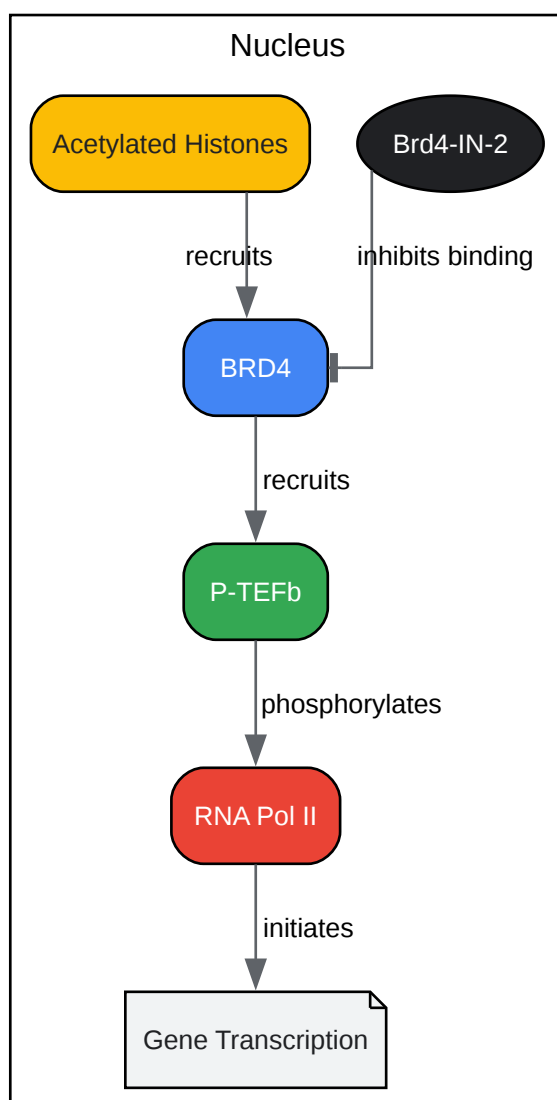 Nucleus
Acetylated Histones
Brd4-IN-2
recruits
inhibits binding
BRD4
recruits
P-TEFb
phosphorylates
RNA Pol II
initiates
Gene Transcription